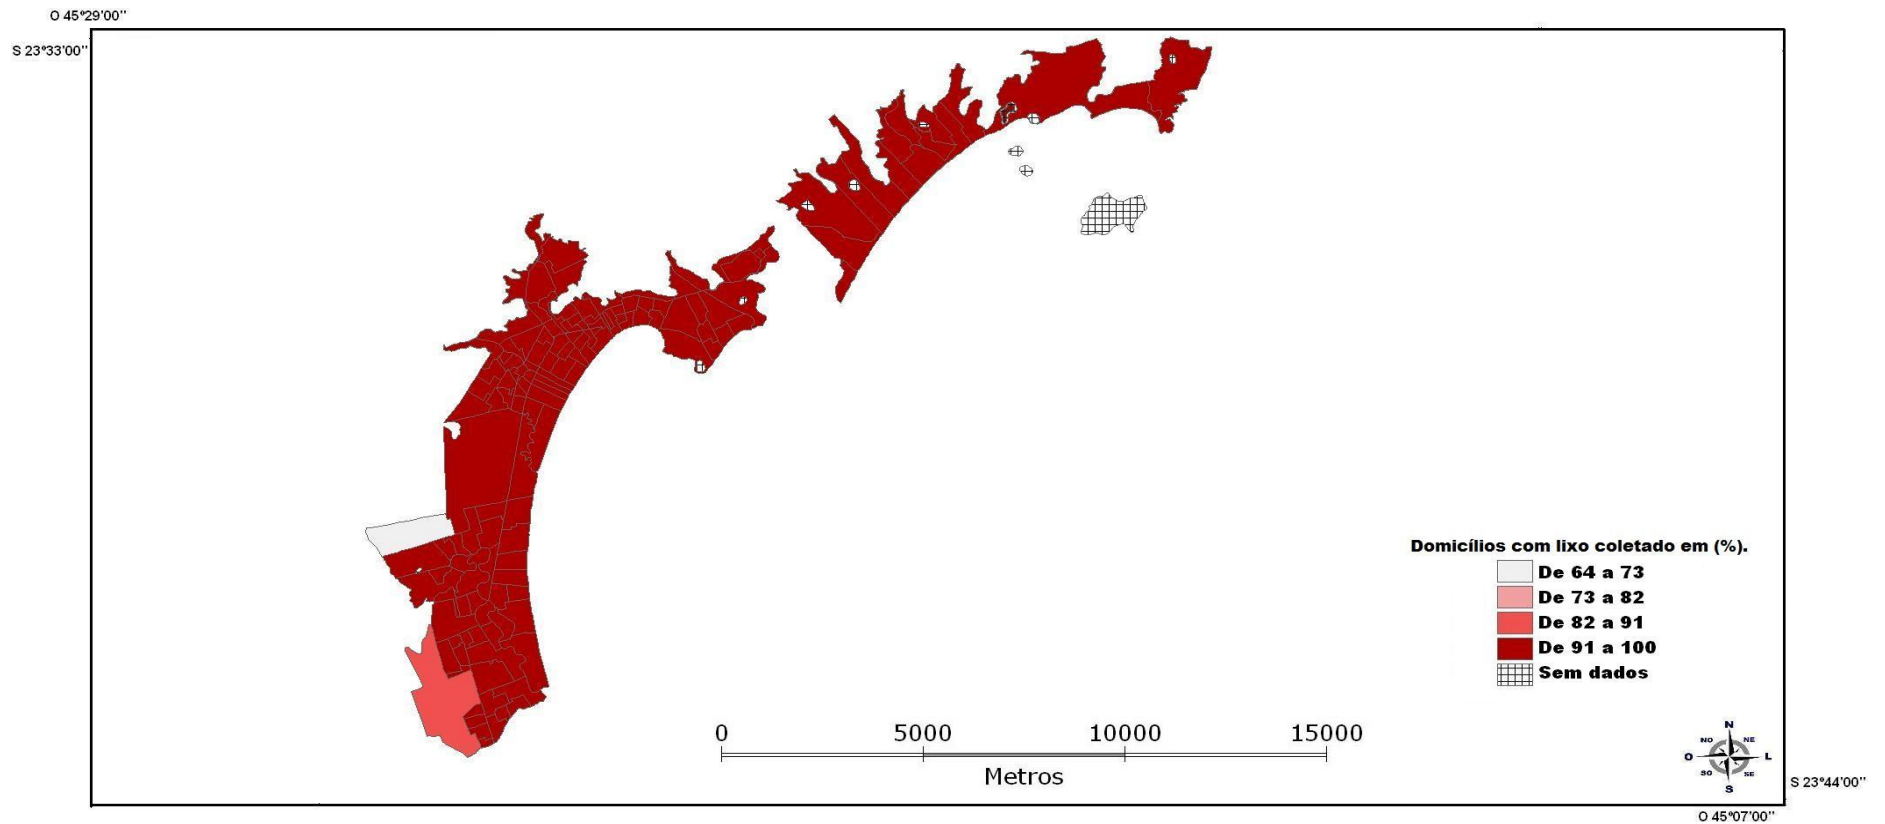 O 45°29'00''
S 23°33'00''
Domicílios com lixo coletado em (%).
De 64 a 73
De 73 a 82
De 82 a 91
De 91 a 100
Sem dados
0 5000 10000 15000
Metros
N
NO NE
O L
SO SE
S
S 23°44'00''
O 45°07'00''